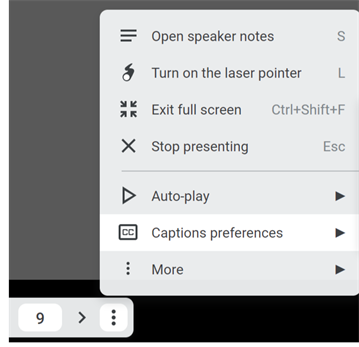 Open speaker notes S
Turn on the laser pointer L
Exit full screen Ctrl+Shift+F
Stop presenting Esc
Auto-play
CC Captions preferences
More
9